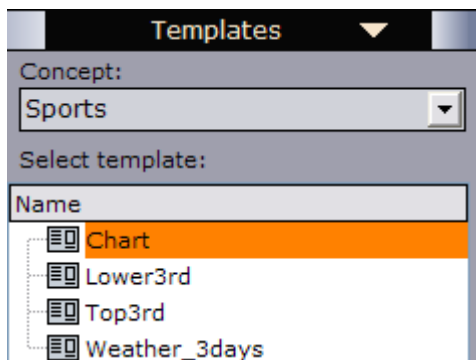 Templates
Concept:
Sports
Select template:
Name
Chart
Lower3rd
Top3rd
Weather_3days